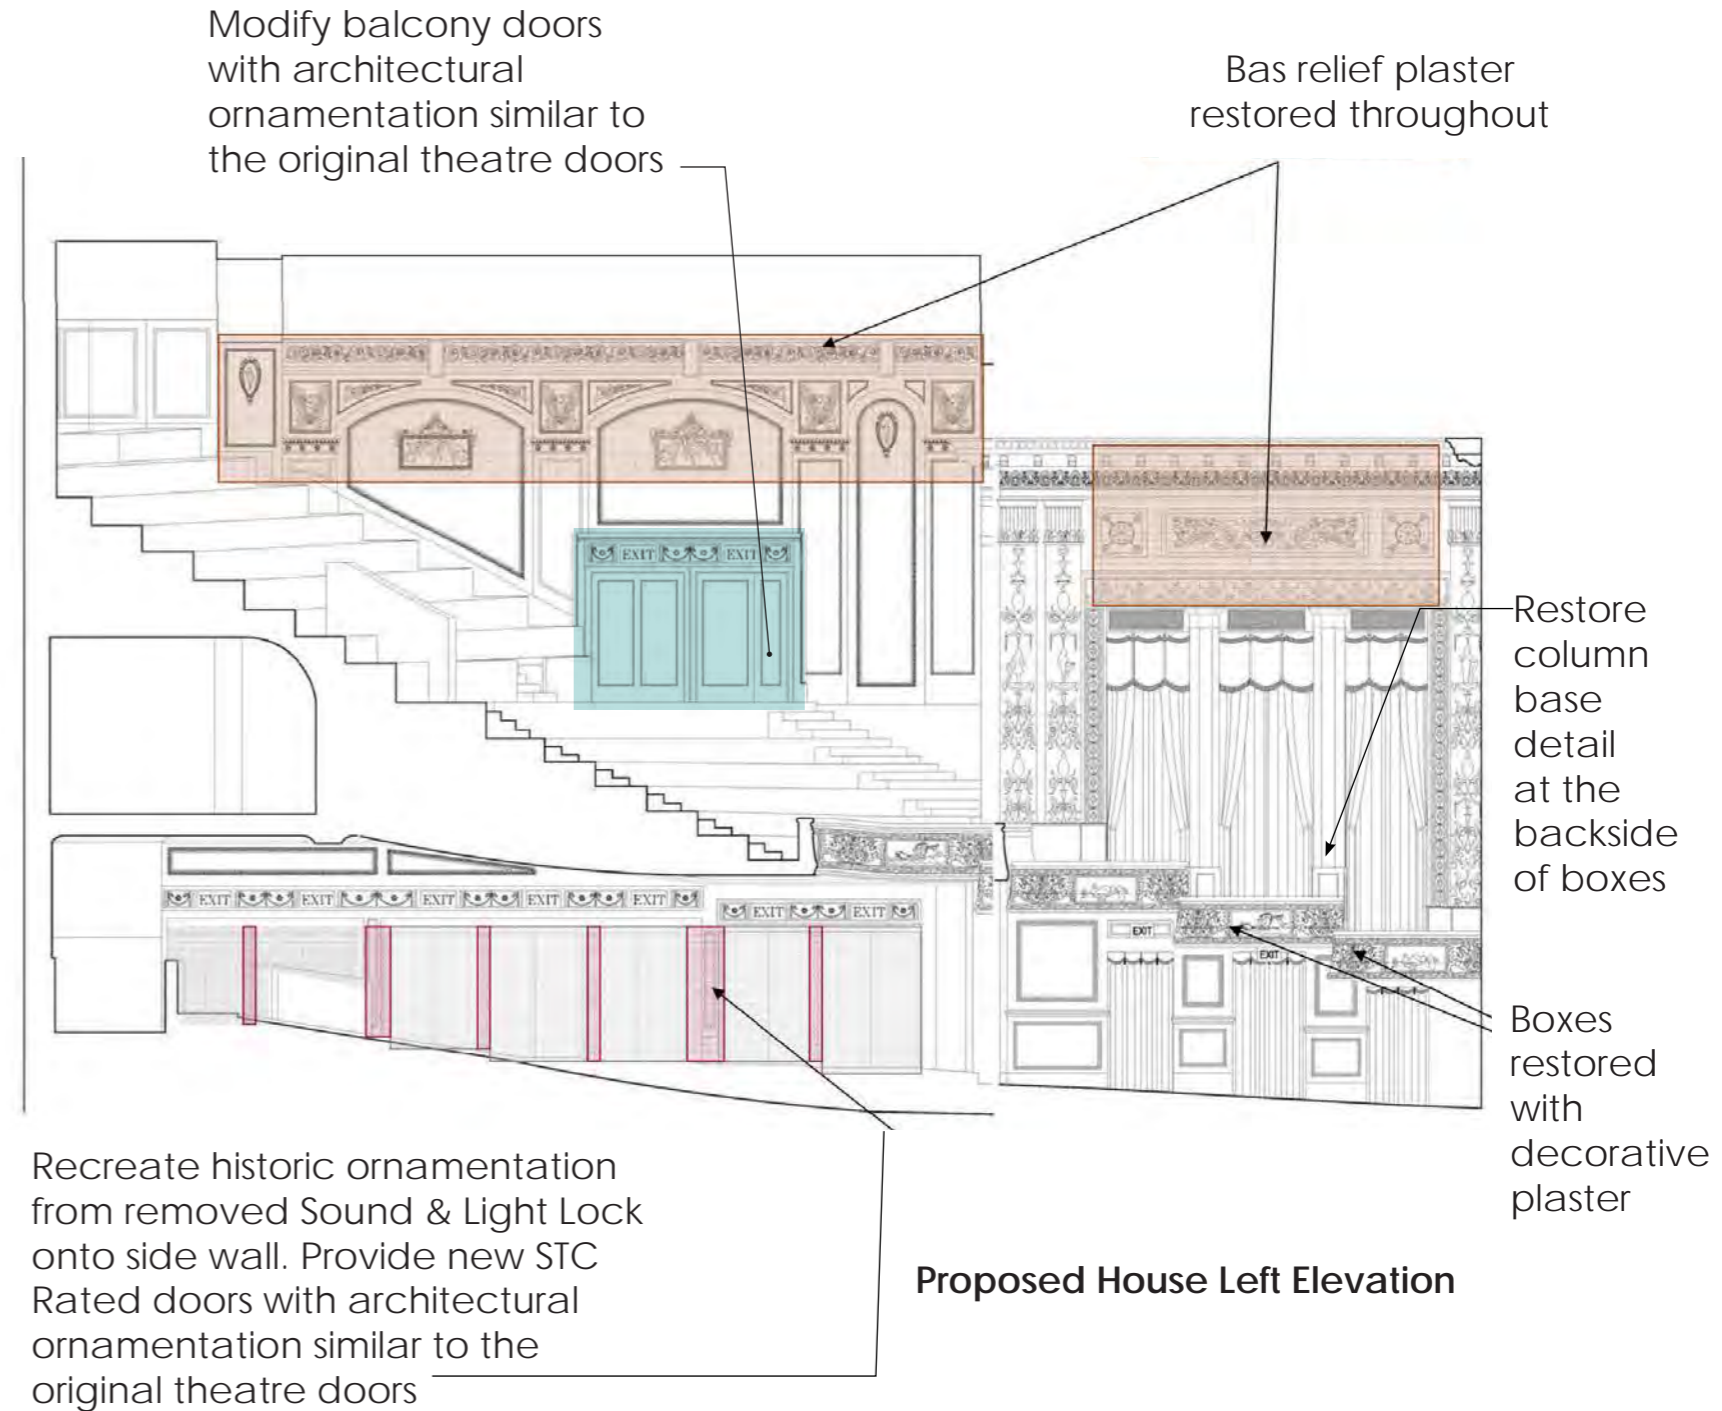 Modify balcony doors
with architectural
ornamentation similar to
the original theatre doors
Bas relief plaster
restored throughout
EXIT EXIT
Restore
column
base
detail
at the
backside
of boxes
EXIT EXIT EXIT EXIT EXIT
EXIT EXIT
EXIT
EXIT
Boxes
restored
with
decorative
plaster
Recreate historic ornamentation
from removed Sound & Light Lock
onto side wall. Provide new STC
Rated doors with architectural
ornamentation similar to the
original theatre doors
Proposed House Left Elevation